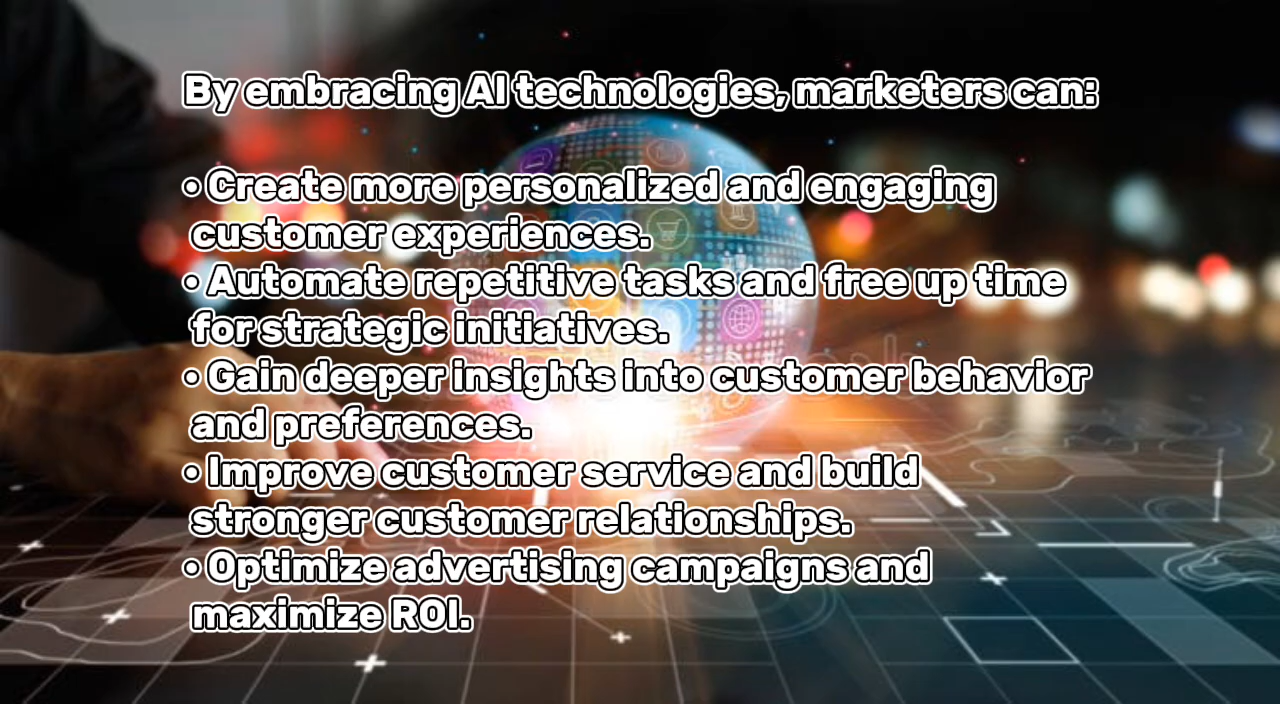 By embracing AI technologies, marketers can:
• Create more personalized and engaging
customer experiences.
• Automate repetitive tasks and free up time
for strategic initiatives.
• Gain deeper insights into customer behavior
and preferences.
• Improve customer service and build
stronger customer relationships.
• Optimize advertising campaigns and
maximize ROI.